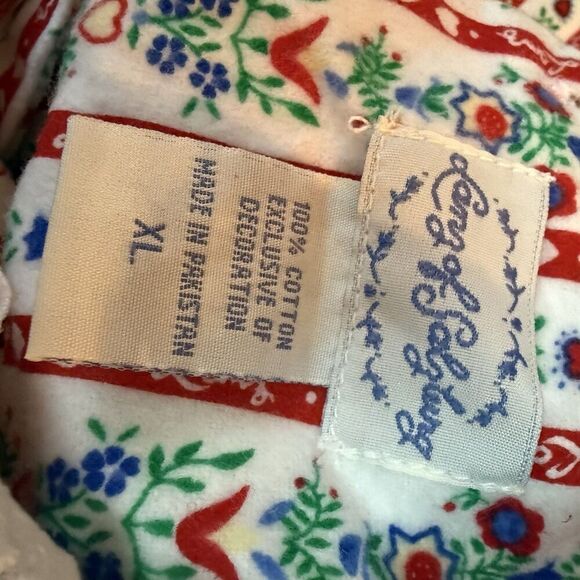 Lanz of Salzburg
100% COTTON
EXCLUSIVE OF
DECORATION
MADE IN PAKISTAN
XL